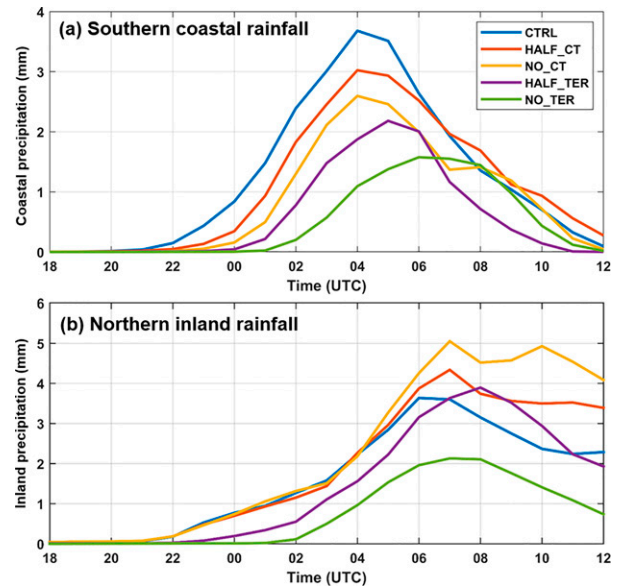 (a) Southern coastal rainfall
CTRL
HALF_CT
NO_CT
HALF_TER
NO_TER
Coastal precipitation (mm)
4
3
2
1
0
18 20 22 00 02 04 06 08 10 12
Time (UTC)
(b) Northern inland rainfall
Inland precipitation (mm)
6
5
4
3
2
1
0
18 20 22 00 02 04 06 08 10 12
Time (UTC)